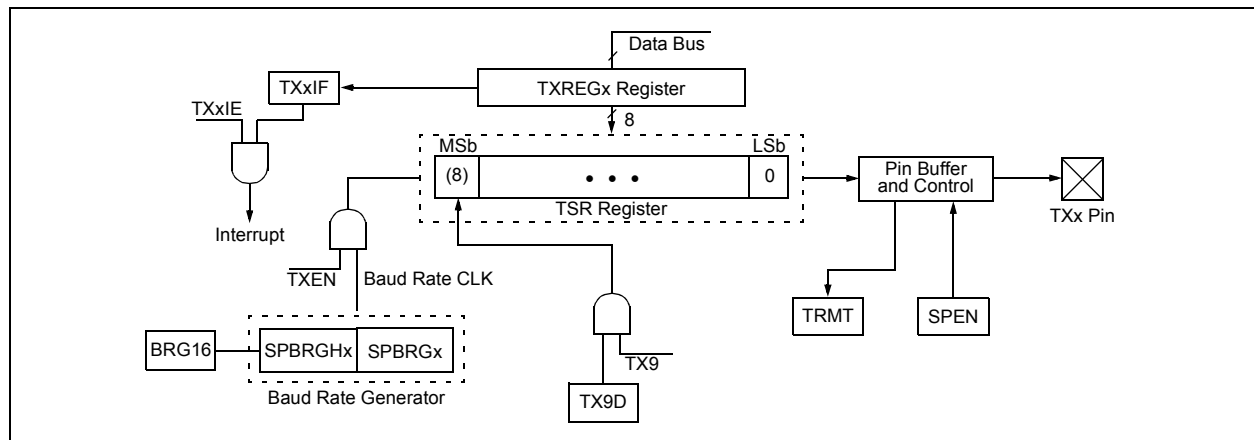 Data Bus
TXxIF
TXREGx Register
TXxIE
8
MSb
LSb
(8)
• • •
0
Pin Buffer
and Control
TSR Register
TXx Pin
Interrupt
TXEN
Baud Rate CLK
TRMT
SPEN
BRG16
SPBRGHx
SPBRGx
TX9
Baud Rate Generator
TX9D